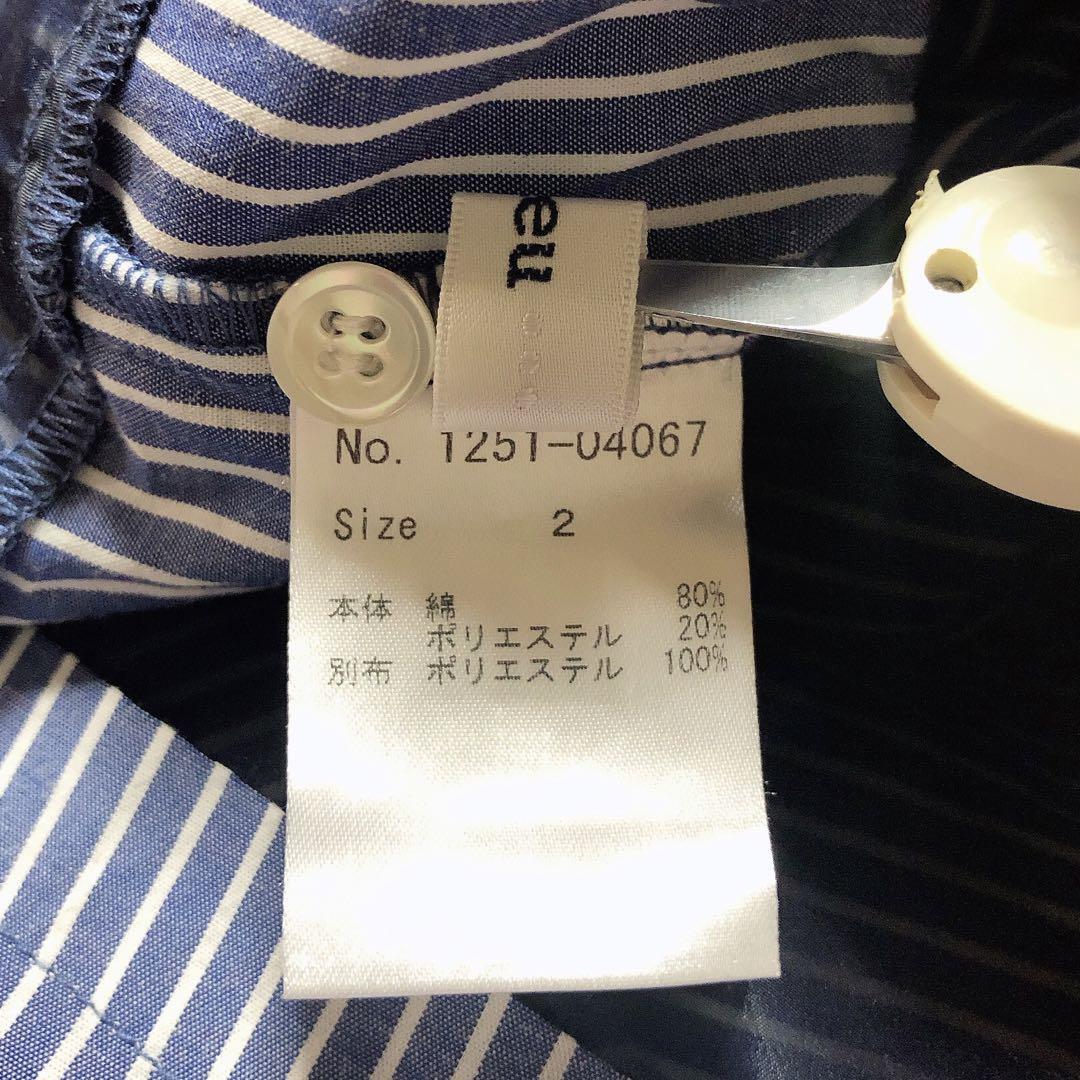 eu
No. 1251-04067
Size 2
本体 綿 80%
ポリエステル 20%
別布 ポリエステル 100%